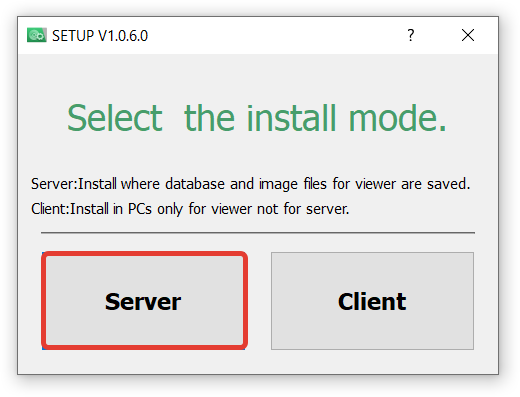 SETUP V1.0.6.0
?
Select the install mode.
Server:Install where database and image files for viewer are saved.
Client:Install in PCs only for viewer not for server.
Server
Client